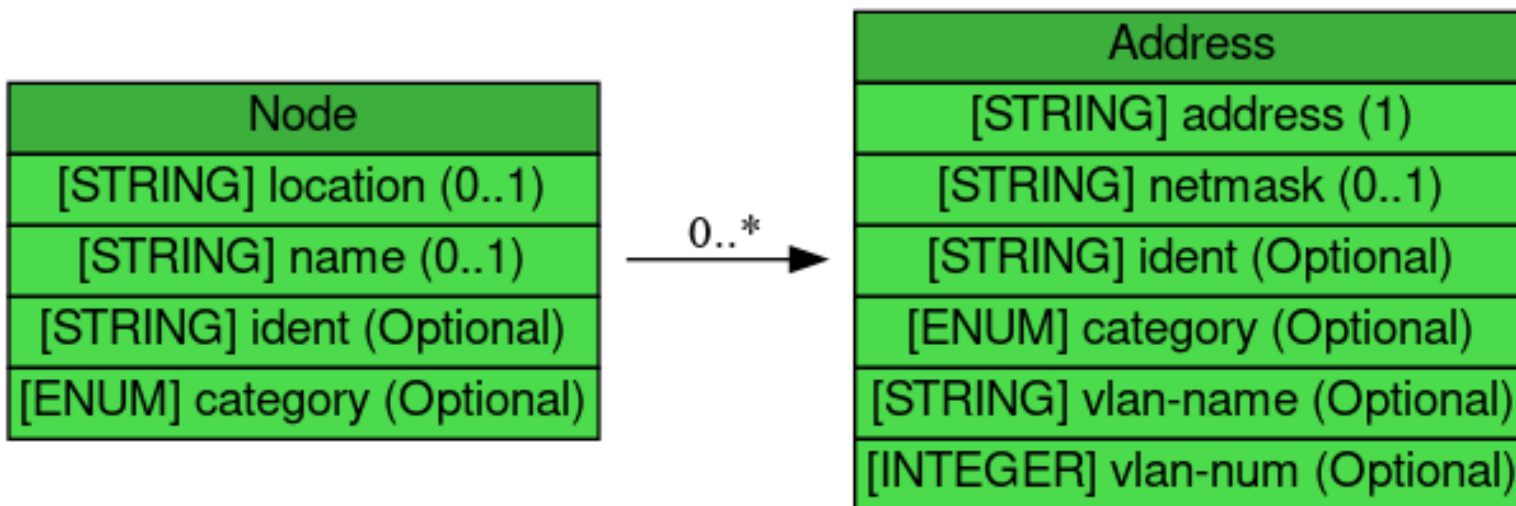 Node
[STRING] location (0..1)
[STRING] name (0..1)
[STRING] ident (Optional)
[ENUM] category (Optional)
0..*
Address
[STRING] address (1)
[STRING] netmask (0..1)
[STRING] ident (Optional)
[ENUM] category (Optional)
[STRING] vlan-name (Optional)
[INTEGER] vlan-num (Optional)